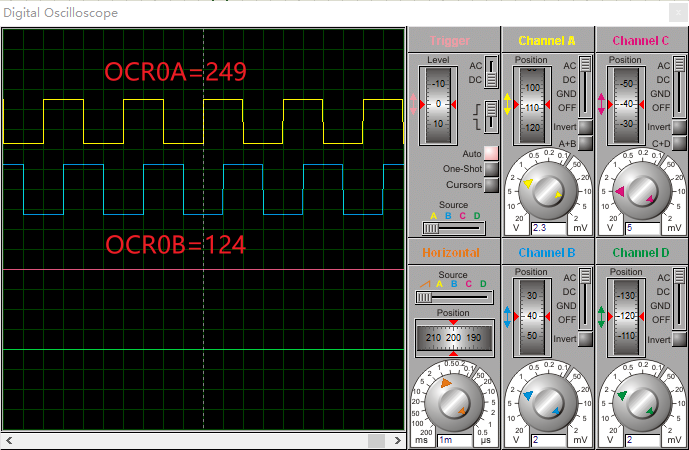 Digital Oscilloscope
OCR0A=249
OCR0B=124
Trigger
Level
-10
0
10
AC
DC
Auto
One-Shot
Cursors
Source
A B C D
Horizontal
Source
A B C D
Position
210 200 190
200 100 50 20 10 5 2 1 0.50 0.2 0.1 50 20 10 5 2 1 0.5
ms
1m
µs
Channel A
Position
100
110
120
AC
DC
GND
OFF
Invert
A+B
20 10 5 2 1 0.5 0.2 0.1 50 20 10 5 2
V
2.3
mV
Channel C
Position
-50
-40
-30
AC
DC
GND
OFF
Invert
C+D
20 10 5 2 1 0.5 0.2 0.1 50 20 10 5 2
V
5
mV
Channel B
Position
30
40
50
AC
DC
GND
OFF
Invert
20 10 5 2 1 0.5 0.2 0.1 50 20 10 5 2
V
2
mV
Channel D
Position
-130
-120
-110
AC
DC
GND
OFF
Invert
20 10 5 2 1 0.5 0.2 0.1 50 20 10 5 2
V
2
mV